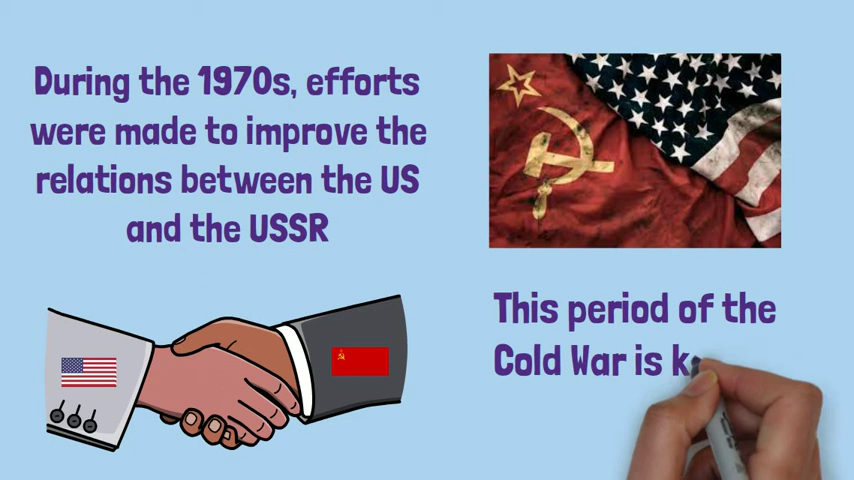 During the 1970s, efforts
were made to improve the
relations between the US
and the USSR
This period of the
Cold War is k